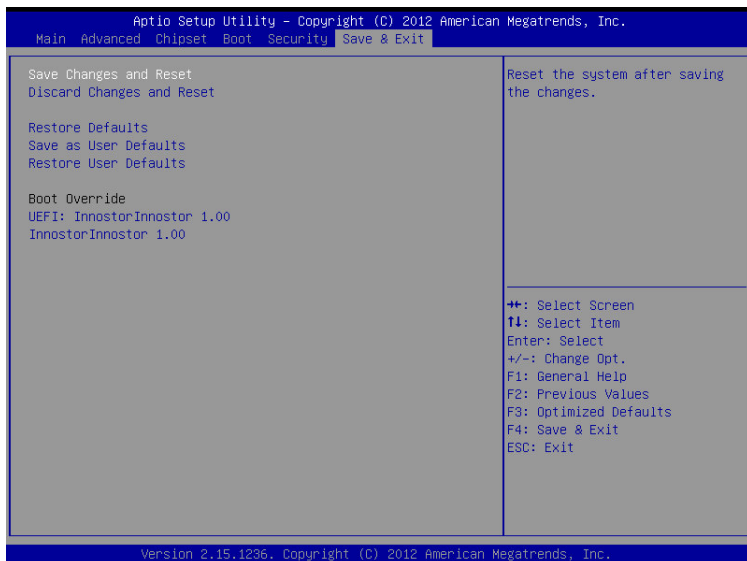 Aptio Setup Utility – Copyright (C) 2012 American Megatrends, Inc.
Main Advanced Chipset Boot Security Save & Exit
Save Changes and Reset
Discard Changes and Reset
Restore Defaults
Save as User Defaults
Restore User Defaults
Boot Override
UEFI: InnostorInnostor 1.00
InnostorInnostor 1.00
Reset the system after saving
the changes.
→←: Select Screen
↑↓: Select Item
Enter: Select
+/-: Change Opt.
F1: General Help
F2: Previous Values
F3: Optimized Defaults
F4: Save & Exit
ESC: Exit
Version 2.15.1236. Copyright (C) 2012 American Megatrends, Inc.